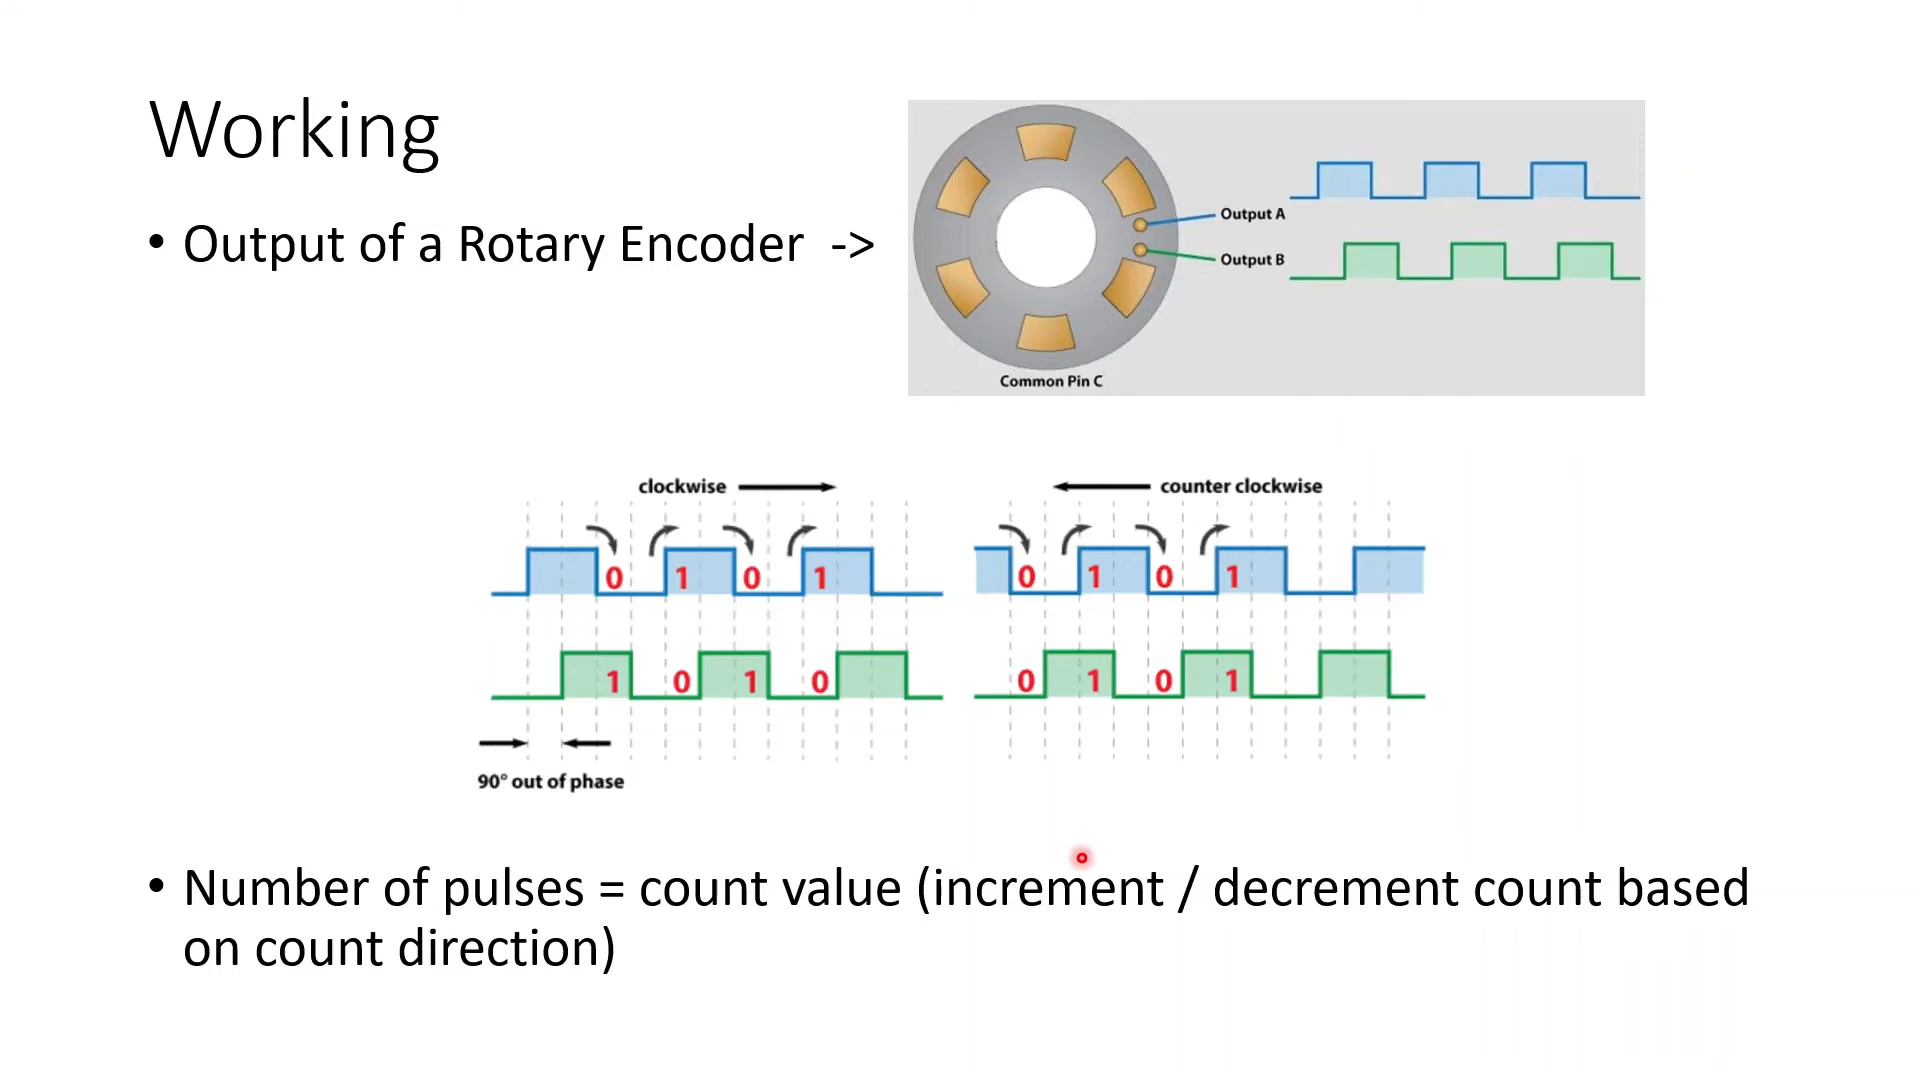 Working
• Output of a Rotary Encoder ->
Output A
Output B
Common Pin C
clockwise
counter clockwise
0 1 0 1
0 1 0 1
1 0 1 0
0 1 0 1
90° out of phase
• Number of pulses = count value (increment / decrement count based
on count direction)